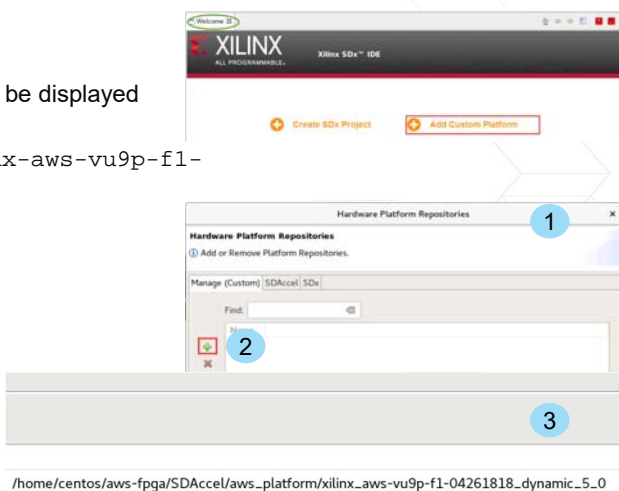 Welcome
XILINX
ALL PROGRAMMABLE.
Xilinx SDx™ IDE
be displayed
Create SDx Project
Add Custom Platform
x-aws-vu9p-f1-
Hardware Platform Repositories
1
Hardware Platform Repositories
Add or Remove Platform Repositories.
Manage (Custom) SDAccel SDx
Find:
2
3
/home/centos/aws-fpga/SDAccel/aws_platform/xilinx_aws-vu9p-f1-04261818_dynamic_5_0